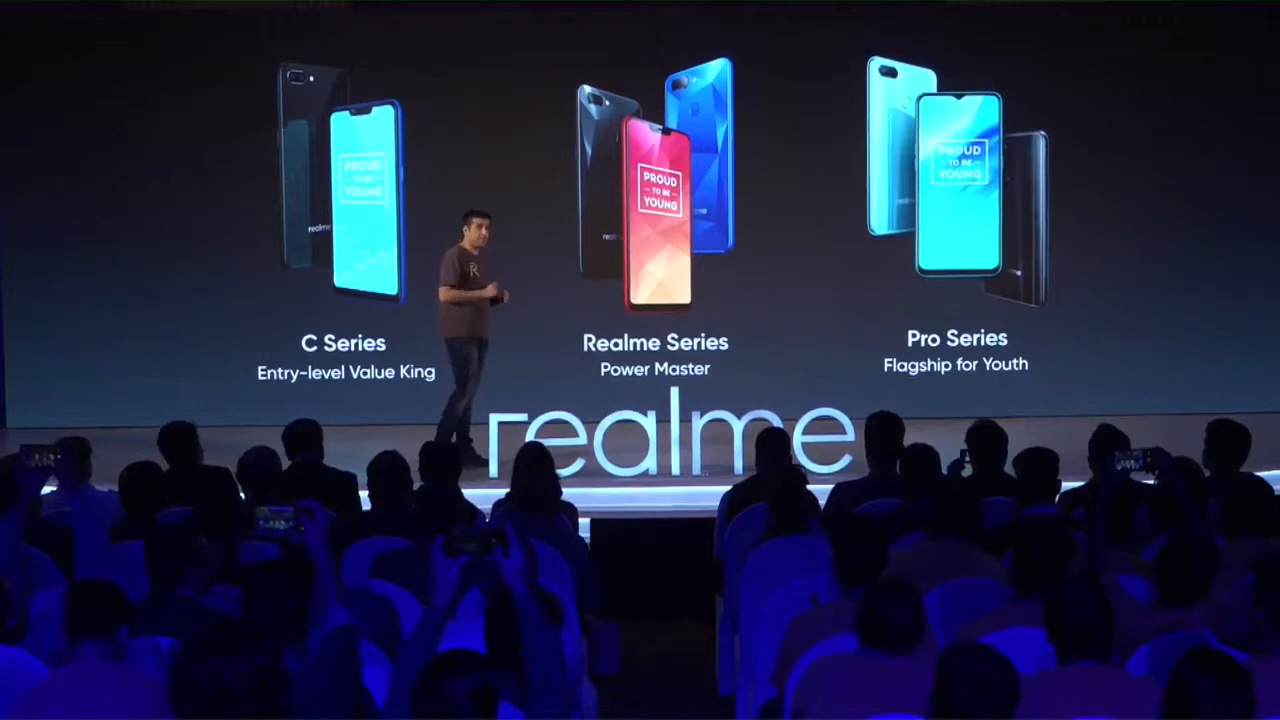 PROUD
TO BE
YOUNG
realme
PROUD
TO BE
YOUNG
realme
PROUD
TO BE
YOUNG
R
C Series
Entry-level Value King
Realme Series
Power Master
Pro Series
Flagship for Youth
realme